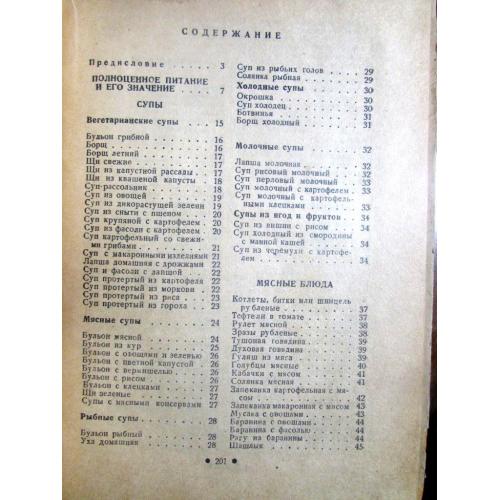 СОДЕРЖАНИЕ
Предисловие . . . . 3
ПОЛНОЦЕННОЕ ПИТАНИЕ
И ЕГО ЗНАЧЕНИЕ . . . . 7
СУПЫ
Вегетарианские супы . . . 15
Бульон грибной . . . . 16
Борщ . . . . 16
Борщ летний . . . . 17
Щи свежие . . . . 17
Щи из капустной рассады . 18
Щи из квашеной капусты . 18
Суп-рассольник . . . . 18
Суп из овощей . . . . 19
Суп из дикорастущей зелени 19
Суп из сныти с пшеном . . 20
Суп крупяной с картофелем . 20
Суп из фасоли с картофелем 20
Суп картофельный со свежи-
ми грибами . . . . 21
Суп с макаронными изделиями 21
Лапша домашняя с дрожжами . 22
Суп из фасоли с лапшой . . 22
Суп протертый из картофеля 22
Суп протертый из моркови . 22
Суп протертый из риса . . 23
Суп протертый из гороха . . 23
Мясные супы . . . . 24
Бульон мясной . . . . 24
Бульон из кур . . . . 25
Бульон с овощами и зеленью 26
Бульон с цветной капустой 26
Бульон с вермишелью . . 26
Бульон с рисом . . . . 26
Бульон с клецками . . . 27
Щи зеленые . . . . 27
Супы с мясными консервами . 27
Рыбные супы . . . . 28
Бульон рыбный . . . . 28
Уха домашняя . . . . 28
Суп из рыбьих голов . . . 29
Солянка рыбная . . . . 29
Холодные супы . . . . 30
Окрошка . . . . 30
Суп холодец . . . . 30
Ботвинья . . . . 31
Борщ холодный . . . . 31
Молочные супы . . . . 32
Лапша молочная . . . . 32
Суп рисовый молочный . . 32
Суп перловый молочный . . 33
Суп молочный с картофелем . 33
Суп молочный с картофель-
ными клецками . . . . 33
Супы из ягод и фруктов . . 34
Суп из вишни с рисом . . 34
Суп холодный из смородины
с манной кашей . . . . 34
Суп из черемухи с картофе-
лем . . . . 34
МЯСНЫЕ БЛЮДА
Котлеты, битки или шницель
рубленые . . . . 37
Тефтели в томате . . . . 37
Рулет мясной . . . . 38
Зразы рубленые . . . . 38
Тушоная говядина . . . . 39
Духовая говядина . . . . 39
Гуляш из мяса . . . . 39
Голубцы мясные . . . . 40
Кабачки с мясом . . . . 41
Солянка мясная . . . . 41
Запеканка картофельная с мя-
сом . . . . 42
Запеканка макаронная с мясом 43
Мусака с овощами . . . . 43
Баранина с овощами . . . 44
Баранина с фасолью . . . 44
Рагу из баранины . . . . 44
Шашлык . . . . 45
• 201 •